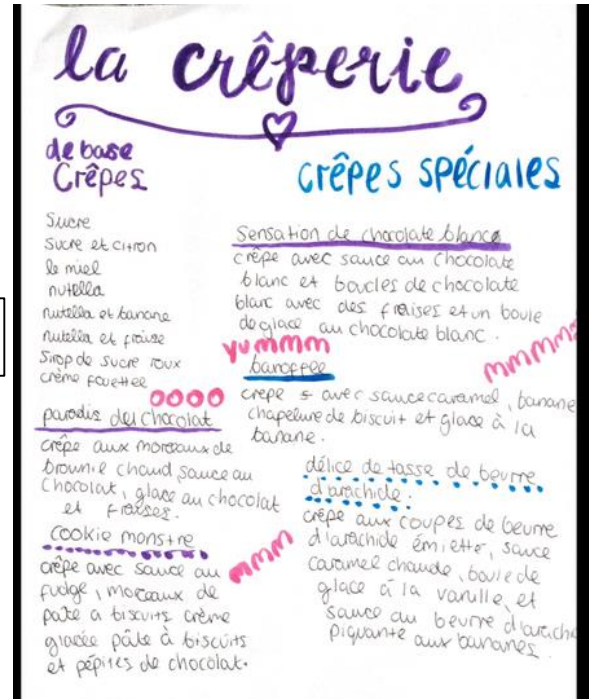 la crêperie
de base
Crêpes
Sucre
Sucre et citron
le miel
nutella
nutella et banane
nutella et fraise
Sirop de sucre roux
crème fouettee
oooo
paradis des chocolat
crêpe aux morceaux de
brownie chaud sauce au
chocolat, glace au chocolat
et fraises.
cookie monstre
crêpe avec sauce au
fudge, morceaux de
pate a biscuits crème
glacée pâte à biscuits
et pépites de chocolat.
mmm
crêpes spéciales
sensation de chocolate blanc
crêpe avec sauce au chocolate
blanc et boucles de chocolate
blanc avec des fraises et un boule
de glace au chocolate blanc.
yummm
mmmm
banoffee
crepe avec sauce caramel, banane
chapelure de biscuit et glace à la
banane.
délice de tasse de beurre
d'arachide.
crêpe aux coupes de beurre
d'arachide émiette, sauce
caramel chaude, boule de
glace à la vanille, et
sauce au beurre d'arach
piquante aux bananes